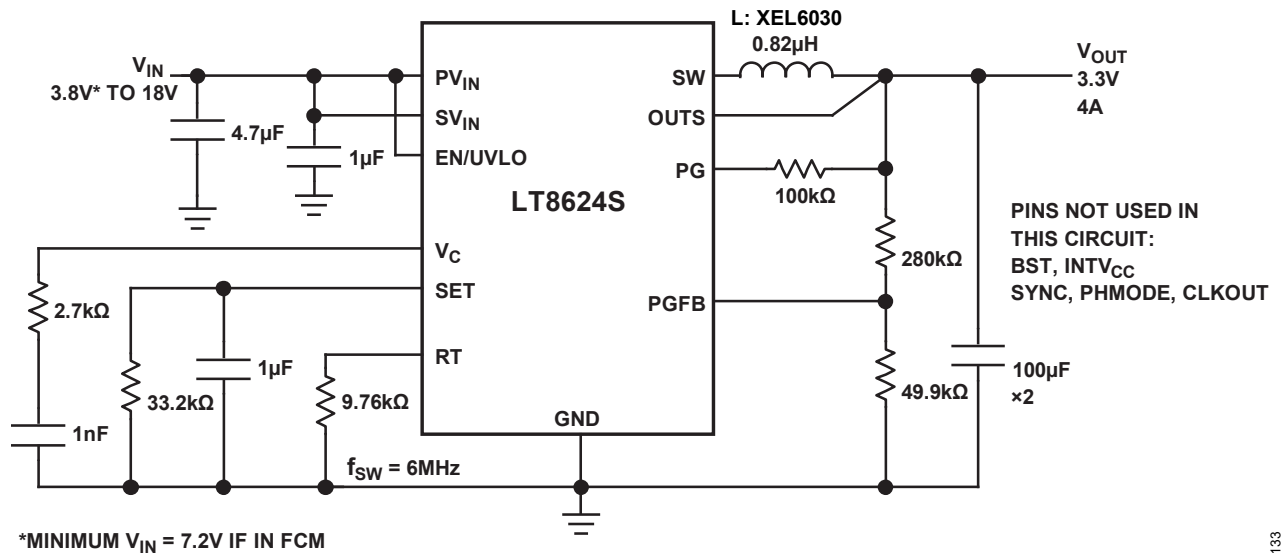 L: XEL6030
0.82µH
V_IN
3.8V* TO 18V
4.7µF
1µF
PV_IN
SV_IN
EN/UVLO
LT8624S
SW
OUTS
PG
100kΩ
V_OUT
3.3V
4A
PINS NOT USED IN
THIS CIRCUIT:
BST, INTV_CC
SYNC, PHMODE, CLKOUT
V_C
SET
RT
280kΩ
PGFB
2.7kΩ
33.2kΩ
1µF
9.76kΩ
49.9kΩ
100µF
×2
1nF
GND
f_SW = 6MHz
*MINIMUM V_IN = 7.2V IF IN FCM
133